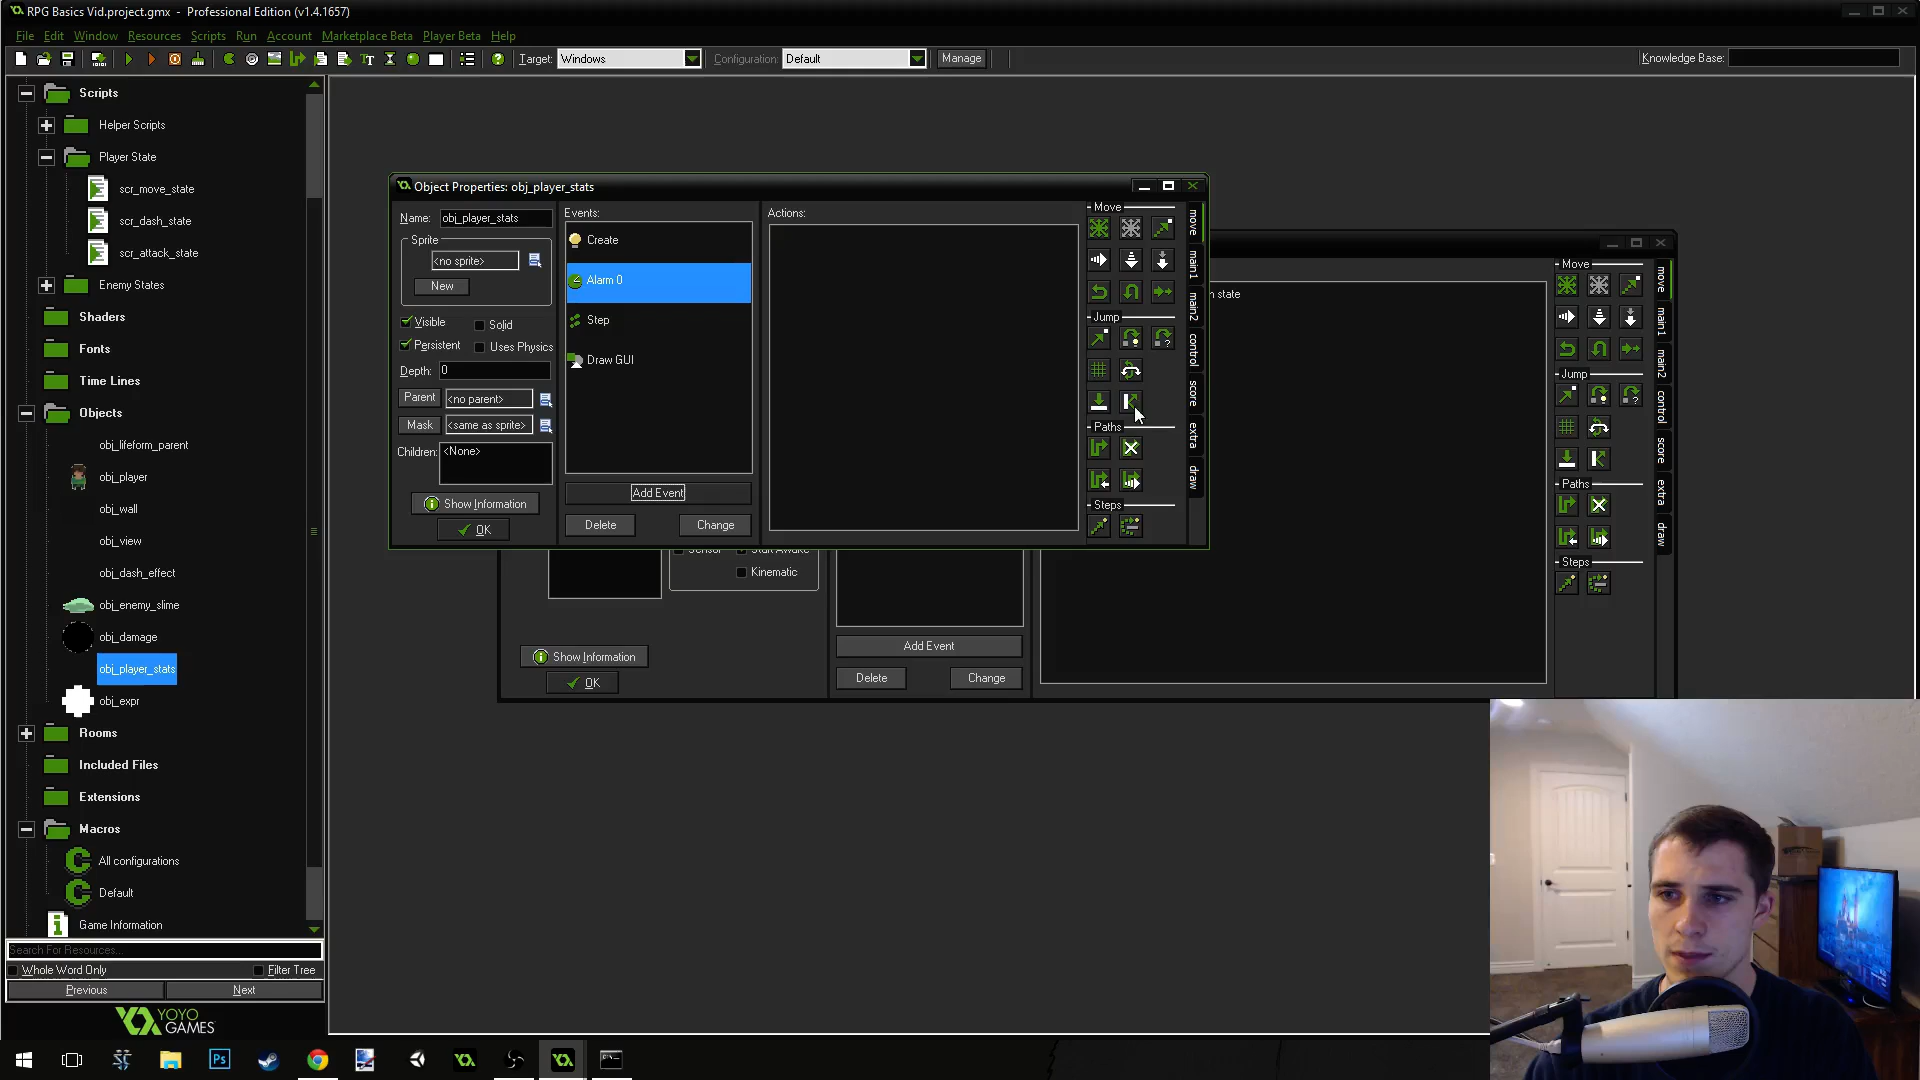 RPG Basics Vid.project.gmx - Professional Edition (v1.4.1657)
File Edit Window Resources Scripts Run Account Marketplace Beta Player Beta Help
Target: Windows Configuration: Default Manage Knowledge Base:
Scripts
Helper Scripts
Player State
scr_move_state
scr_dash_state
scr_attack_state
Enemy States
Shaders
Fonts
Time Lines
Objects
obj_lifeform_parent
obj_player
obj_wall
obj_view
obj_dash_effect
obj_enemy_slime
obj_damage
obj_player_stats
obj_expr
Rooms
Included Files
Extensions
Macros
All configurations
Default
Game Information
Search For Resources...
Whole Word Only Filter Tree
Previous Next
YOYO
GAMES
Object Properties: obj_player_stats
Name: obj_player_stats
Sprite
<no sprite>
New
Visible Solid
Persistent Uses Physics
Depth: 0
Parent <no parent>
Mask <same as sprite>
Children: <None>
Show Information
OK
Events:
Create
Alarm 0
Step
Draw GUI
Add Event
Delete Change
Actions:
Move
Jump
Paths
Steps
move
main1
main2
control
score
extra
draw
Start Awake
Kinematic
Show Information
OK
Add Event
Delete Change
state
Move
Jump
Paths
Steps
move
main1
main2
control
score
extra
draw
Ps